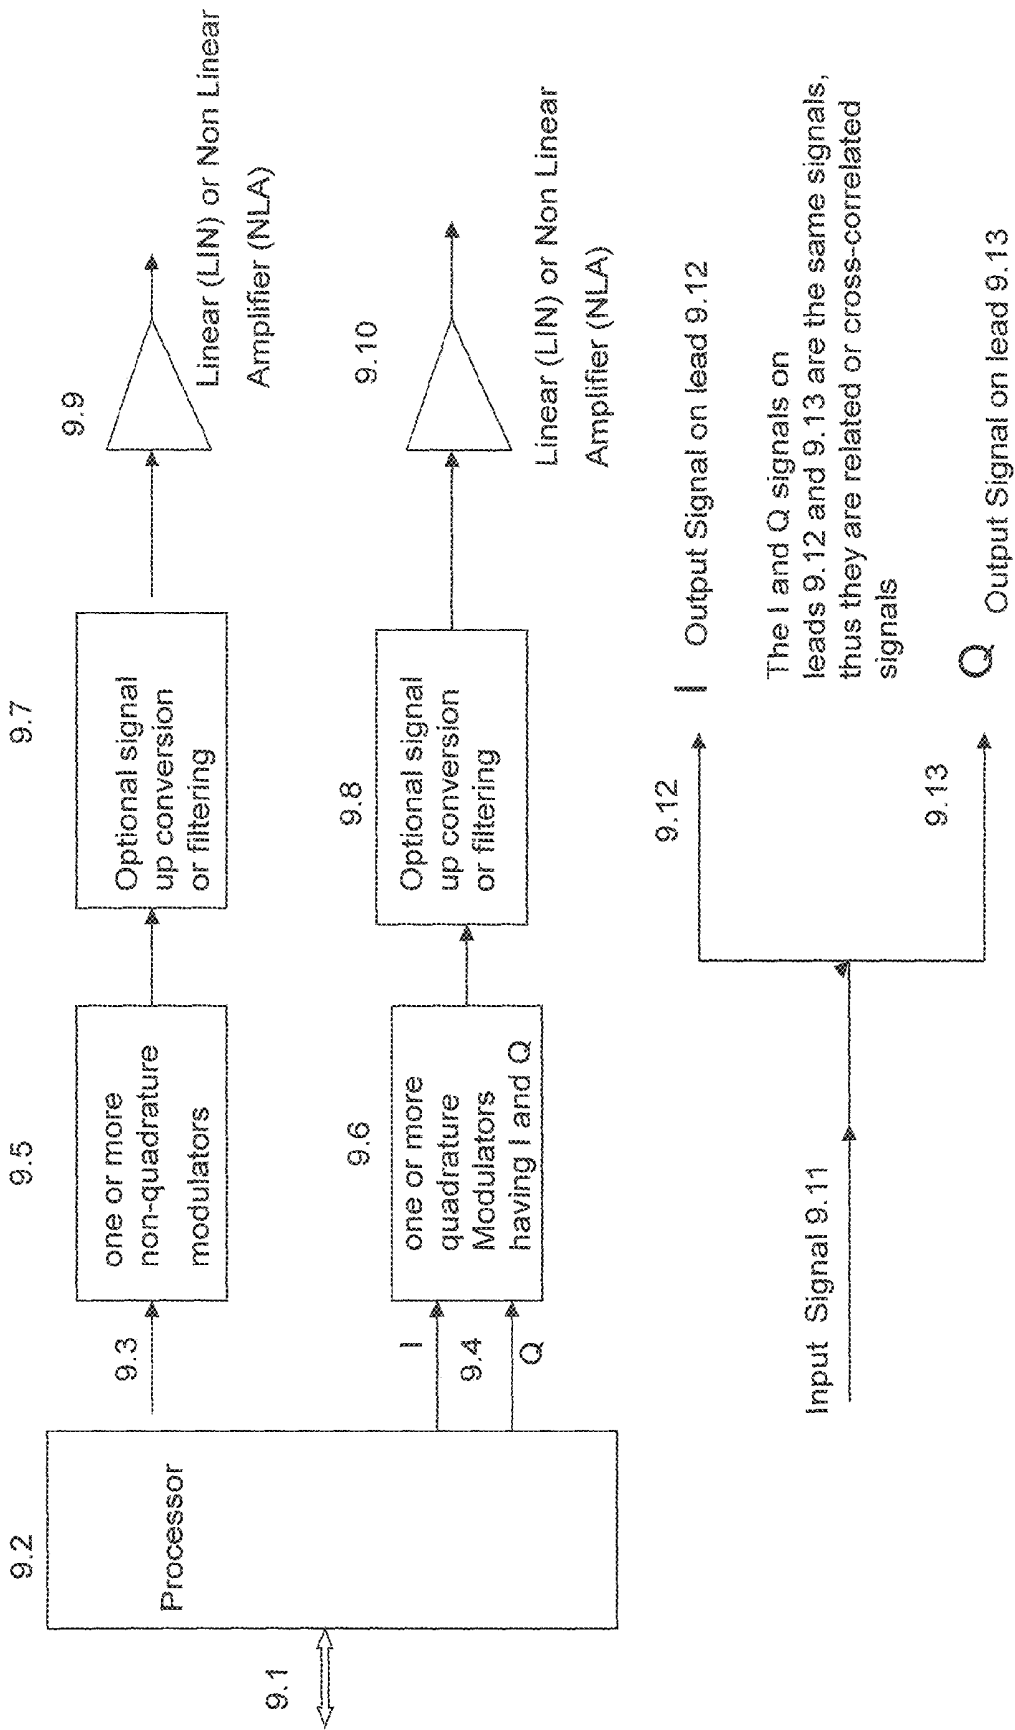 9.1
9.2
Processor
9.3
I
9.4
Q
9.5
one or more
non-quadrature
modulators
9.6
one or more
quadrature
Modulators
having I and Q
9.7
Optional signal
up conversion
or filtering
9.8
Optional signal
up conversion
or filtering
9.9
Linear (LIN) or Non Linear
Amplifier (NLA)
9.10
Linear (LIN) or Non Linear
Amplifier (NLA)
Input Signal 9.11
9.12
I
Output Signal on lead 9.12
The I and Q signals on
leads 9.12 and 9.13 are the same signals,
thus they are related or cross-correlated
signals
9.13
Q
Output Signal on lead 9.13